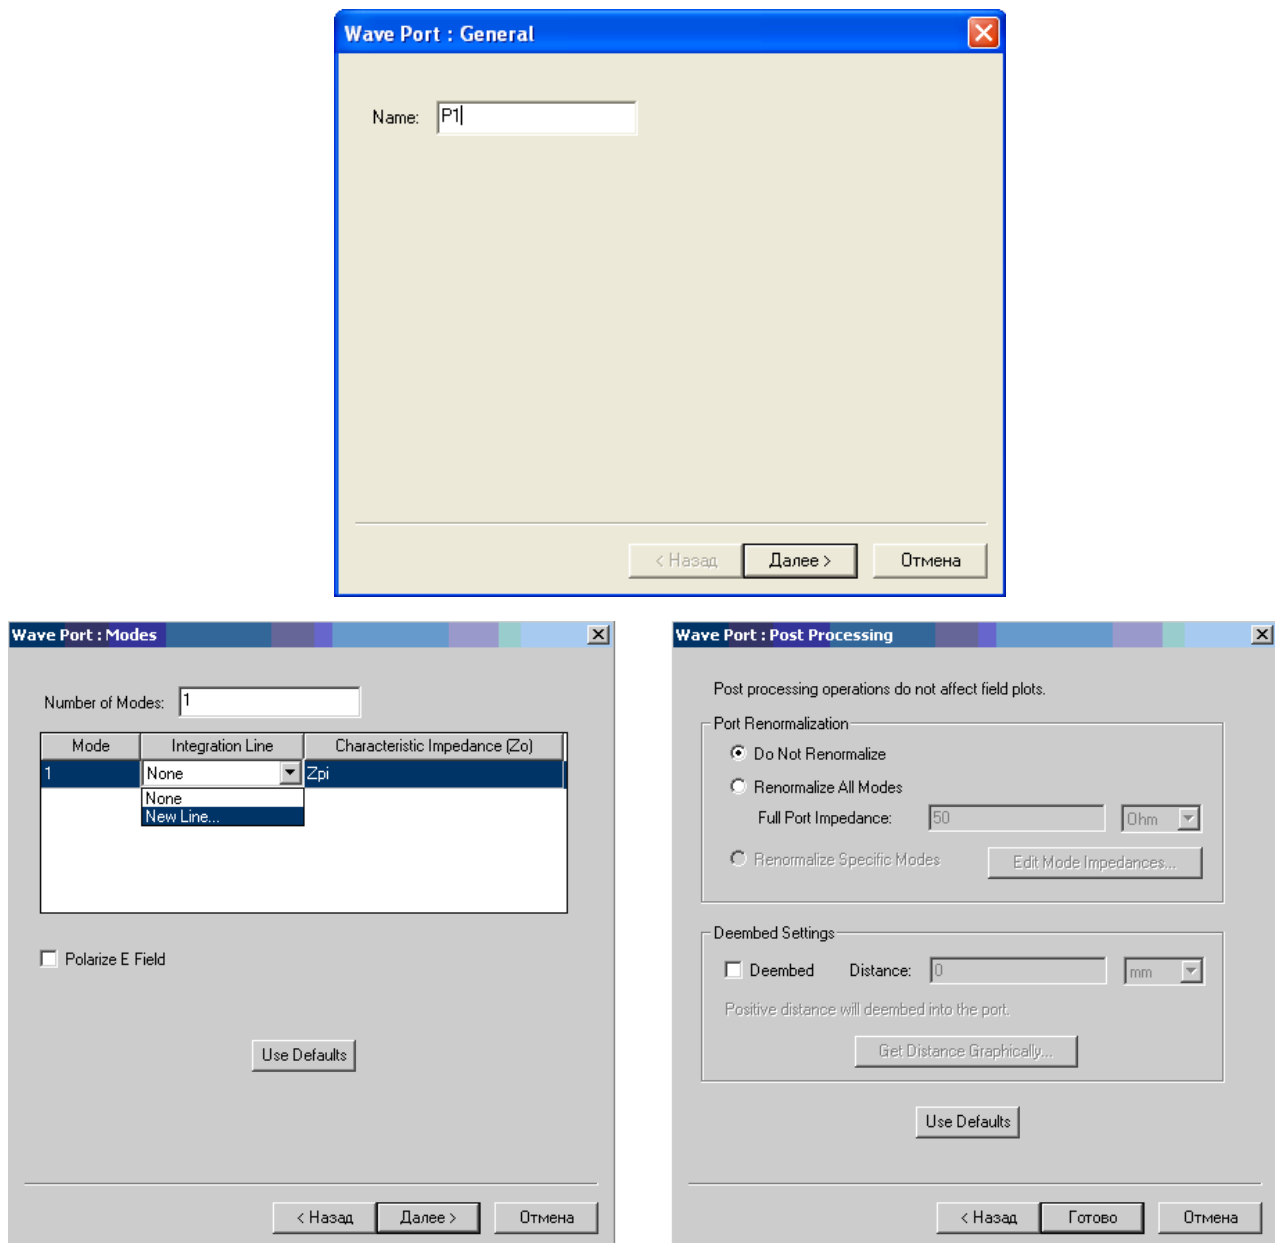 Wave Port : General
Name: P1
< Назад Далее > Отмена
Wave Port : Modes
Number of Modes: 1
Mode Integration Line Characteristic Impedance (Zo)
1 None Zpi
None
New Line...
Polarize E Field
Use Defaults
< Назад Далее > Отмена
Wave Port : Post Processing
Post processing operations do not affect field plots.
Port Renormalization
Do Not Renormalize
Renormalize All Modes
Full Port Impedance: 50 Ohm
Renormalize Specific Modes Edit Mode Impedances...
Deembed Settings
Deembed Distance: 0 mm
Positive distance will deembed into the port.
Get Distance Graphically...
Use Defaults
< Назад Готово Отмена